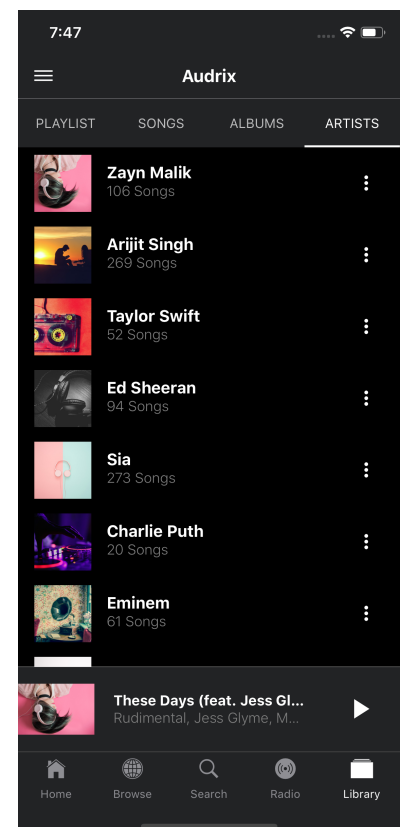 7:47
Audrix
PLAYLIST SONGS ALBUMS ARTISTS
Zayn Malik
106 Songs
Arijit Singh
269 Songs
Taylor Swift
52 Songs
Ed Sheeran
94 Songs
Sia
273 Songs
Charlie Puth
20 Songs
Eminem
61 Songs
These Days (feat. Jess Gl...
Rudimental, Jess Glyme, M...
Home Browse Search Radio Library